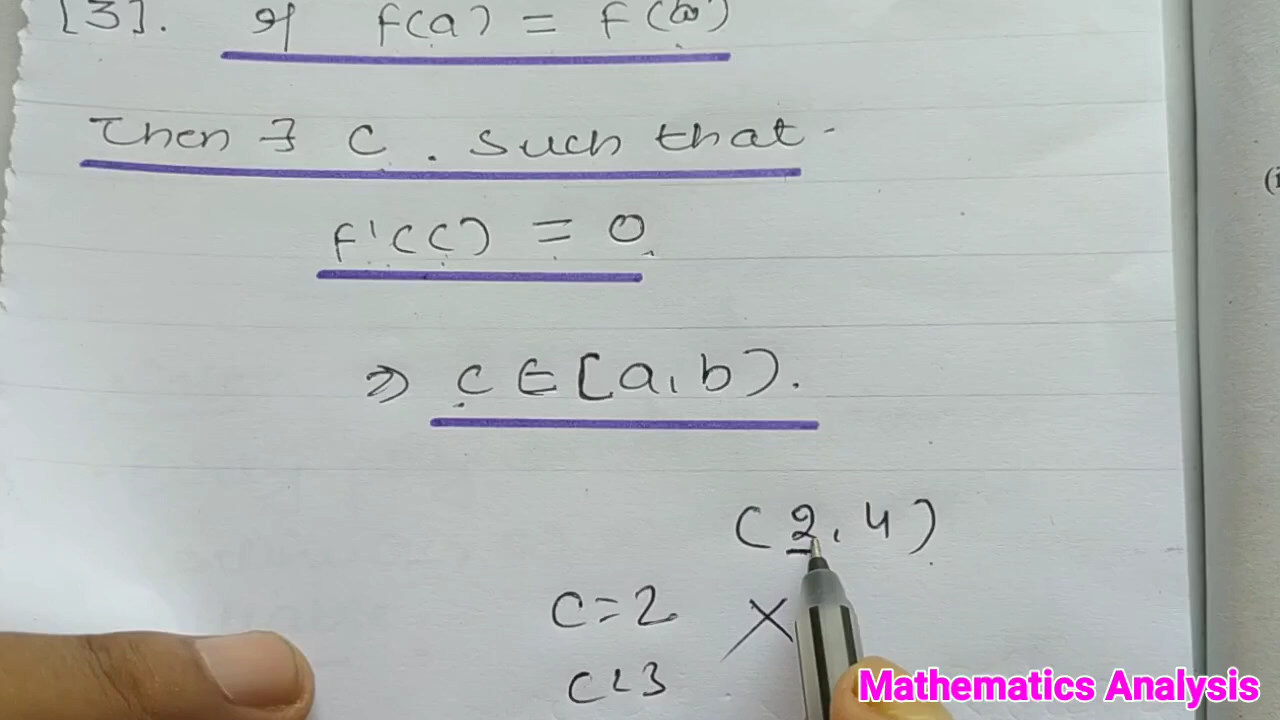 [3]. If f(a) = f(b)
Then ∃ C . such that.
f'(c) = 0
⇒ C ∈ [a, b).
(2, 4)
C=2 ×
C<3
(i
Mathematics Analysis